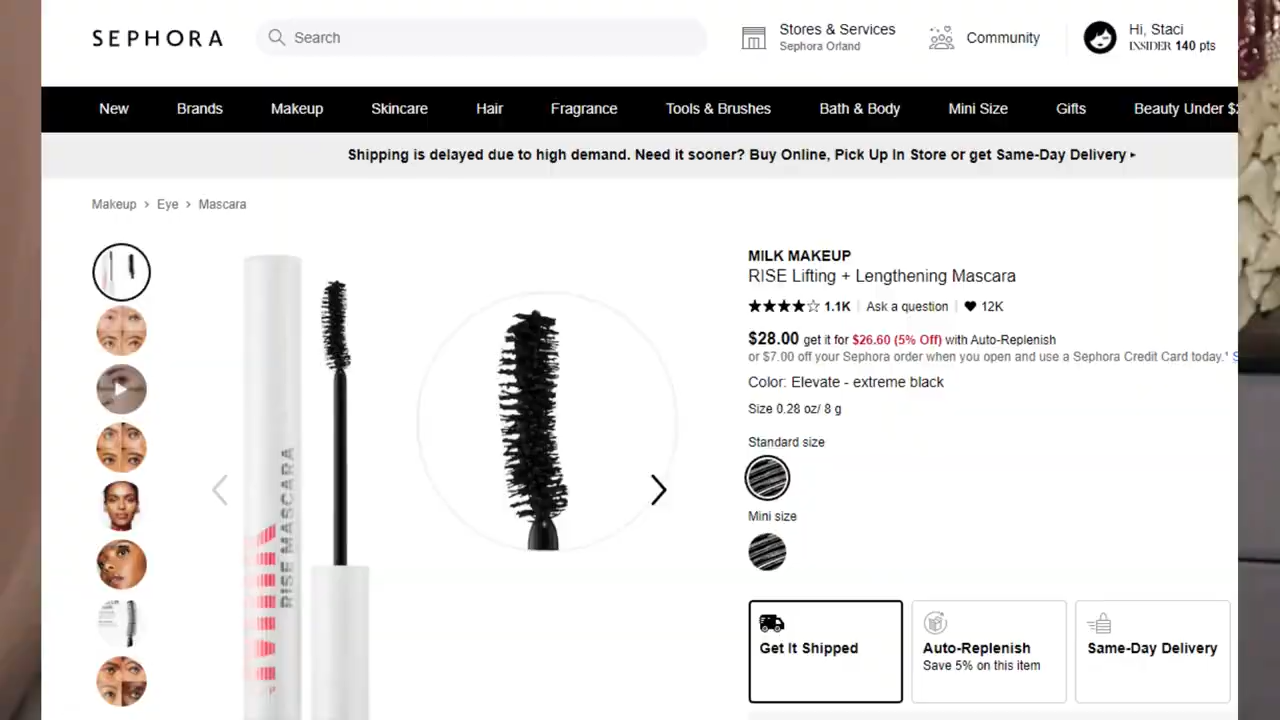 SEPHORA
Search
Stores & Services
Sephora Orland
Community
Hi, Staci
INSIDER 140 pts
New
Brands
Makeup
Skincare
Hair
Fragrance
Tools & Brushes
Bath & Body
Mini Size
Gifts
Beauty Under $
Shipping is delayed due to high demand. Need it sooner? Buy Online, Pick Up In Store or get Same-Day Delivery ▸
Makeup > Eye > Mascara
MILK MAKEUP
RISE Lifting + Lengthening Mascara
1.1K | Ask a question | 12K
$28.00 get it for $26.60 (5% Off) with Auto-Replenish
or $7.00 off your Sephora order when you open and use a Sephora Credit Card today.¹
Color: Elevate - extreme black
Size 0.28 oz/ 8 g
Standard size
Mini size
Get It Shipped
Auto-Replenish
Save 5% on this item
Same-Day Delivery
MILK
RISE MASCARA